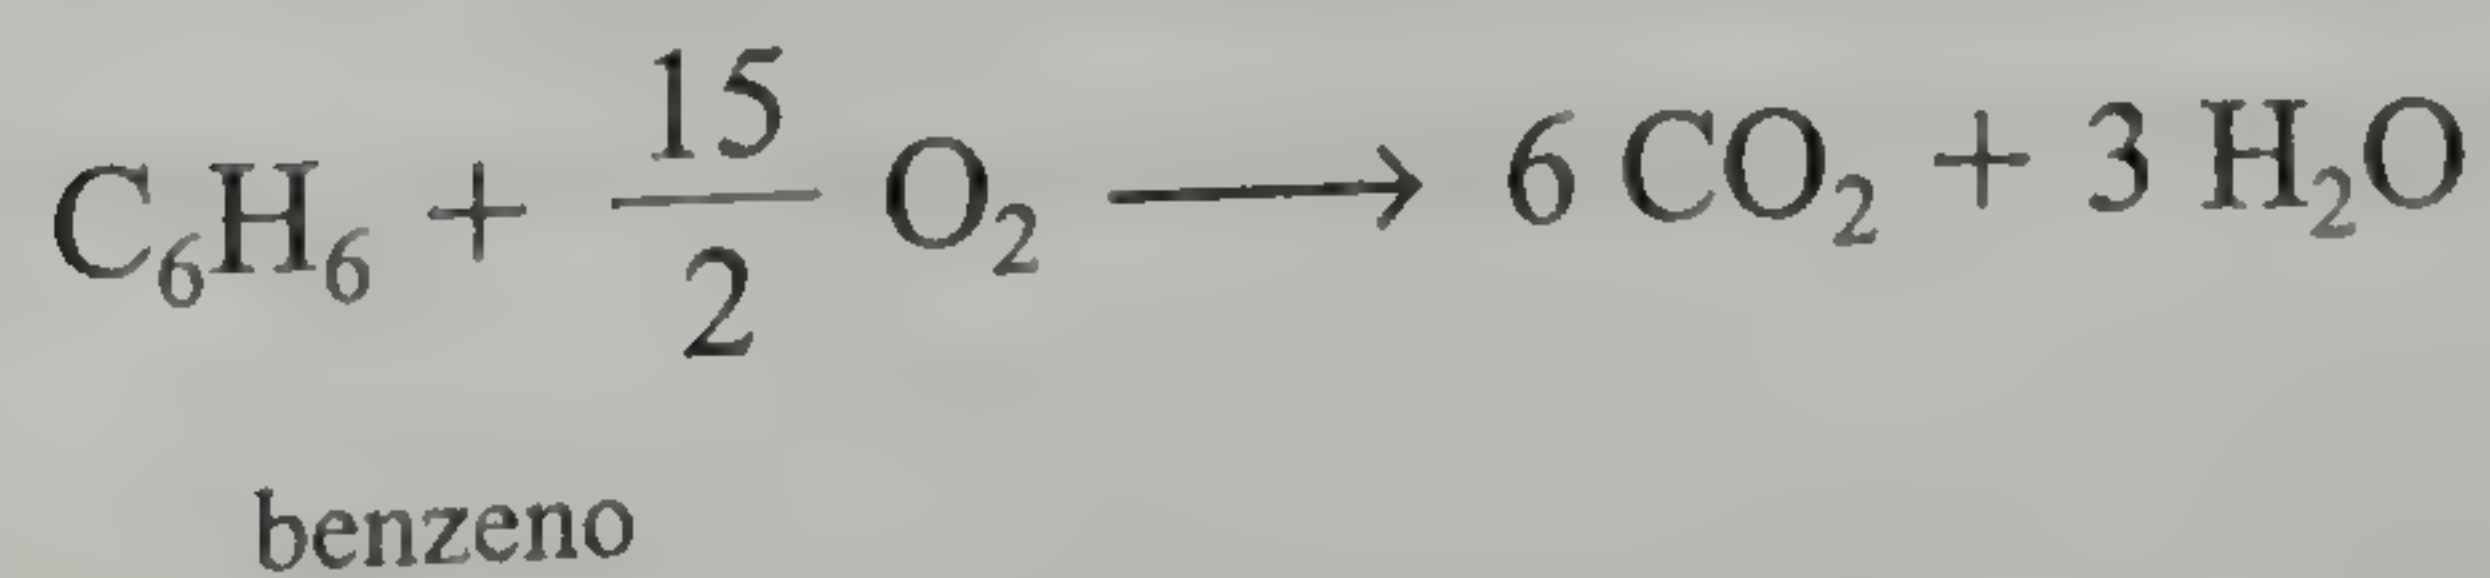 C₆H₆ + 15/2 O₂ ⟶ 6 CO₂ + 3 H₂O
benzeno